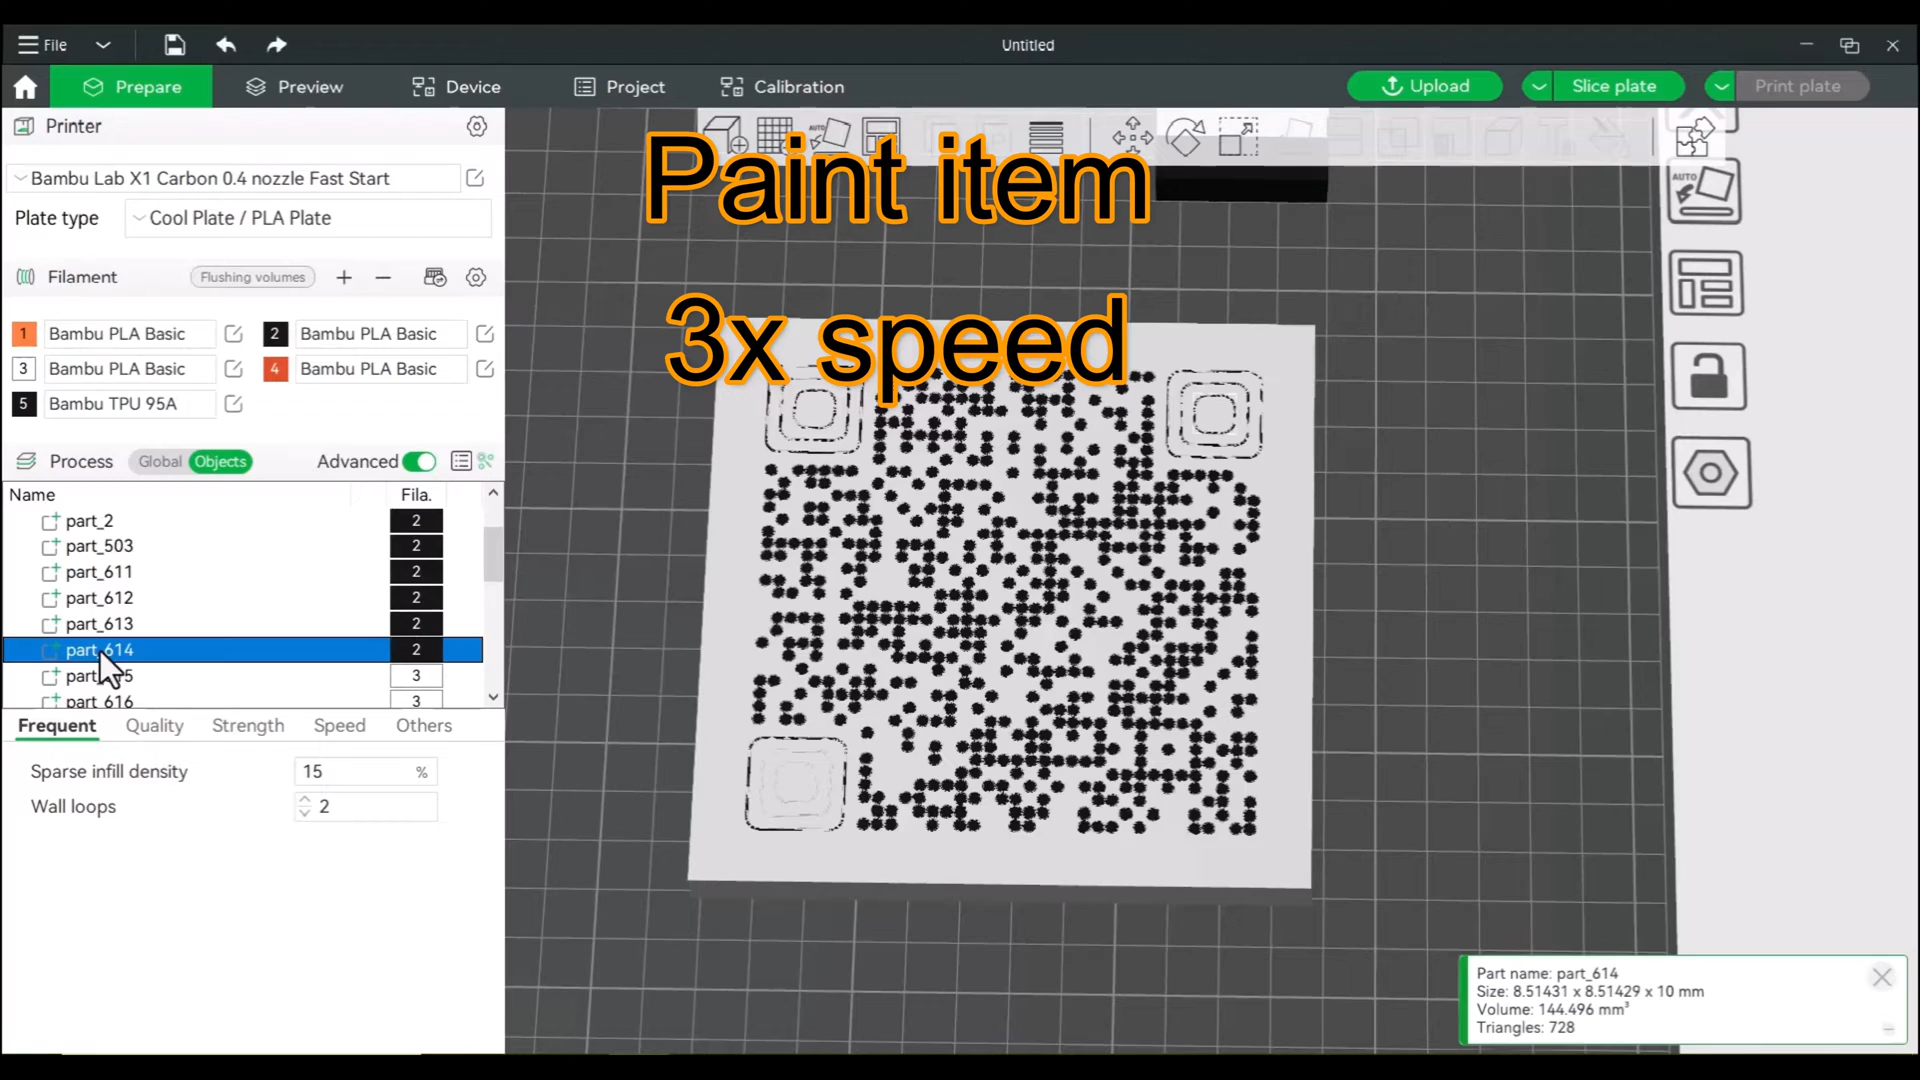 File
Untitled
Prepare
Preview
Device
Project
Calibration
Upload
Slice plate
Print plate
Printer
Bambu Lab X1 Carbon 0.4 nozzle Fast Start
Plate type
Cool Plate / PLA Plate
Filament
Flushing volumes
1 Bambu PLA Basic
2 Bambu PLA Basic
3 Bambu PLA Basic
4 Bambu PLA Basic
5 Bambu TPU 95A
Process
Global
Objects
Advanced
Name
Fila.
part_2 2
part_503 2
part_611 2
part_612 2
part_613 2
part_614 2
3
part_616 3
Frequent
Quality
Strength
Speed
Others
Sparse infill density
15 %
Wall loops
2
AUTO
Paint item
3x speed
AUTO
Part name: part_614
Size: 8.51431 x 8.51429 x 10 mm
Volume: 144.496 mm³
Triangles: 728